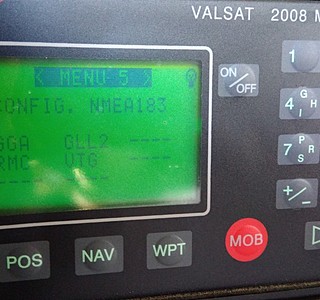 VALSAT 2008 M
< MENU 5 >
CONFIG. NMEA183
GGA GLL2 ----
RMC VTG ----
---- ---- ----
ON/OFF
1
4 G H I
7 P R S
+/-
POS NAV WPT MOB